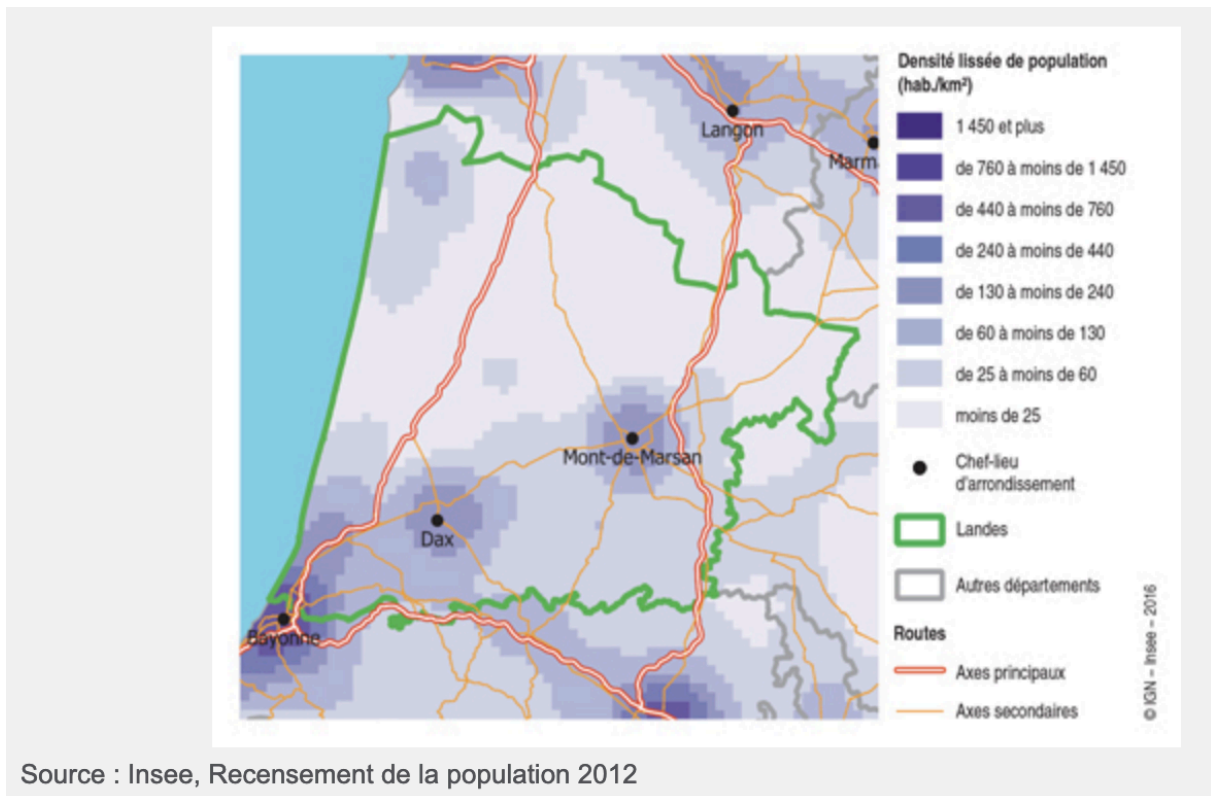 Densité lissée de population
(hab./km²)
1 450 et plus
de 760 à moins de 1 450
de 440 à moins de 760
de 240 à moins de 440
de 130 à moins de 240
de 60 à moins de 130
de 25 à moins de 60
moins de 25
Chef-lieu
d'arrondissement
Landes
Autres départements
Routes
Axes principaux
Axes secondaires
© IGN – Insee – 2016
Langon
Marm
Mont-de-Marsan
Dax
Bayonne
Source : Insee, Recensement de la population 2012